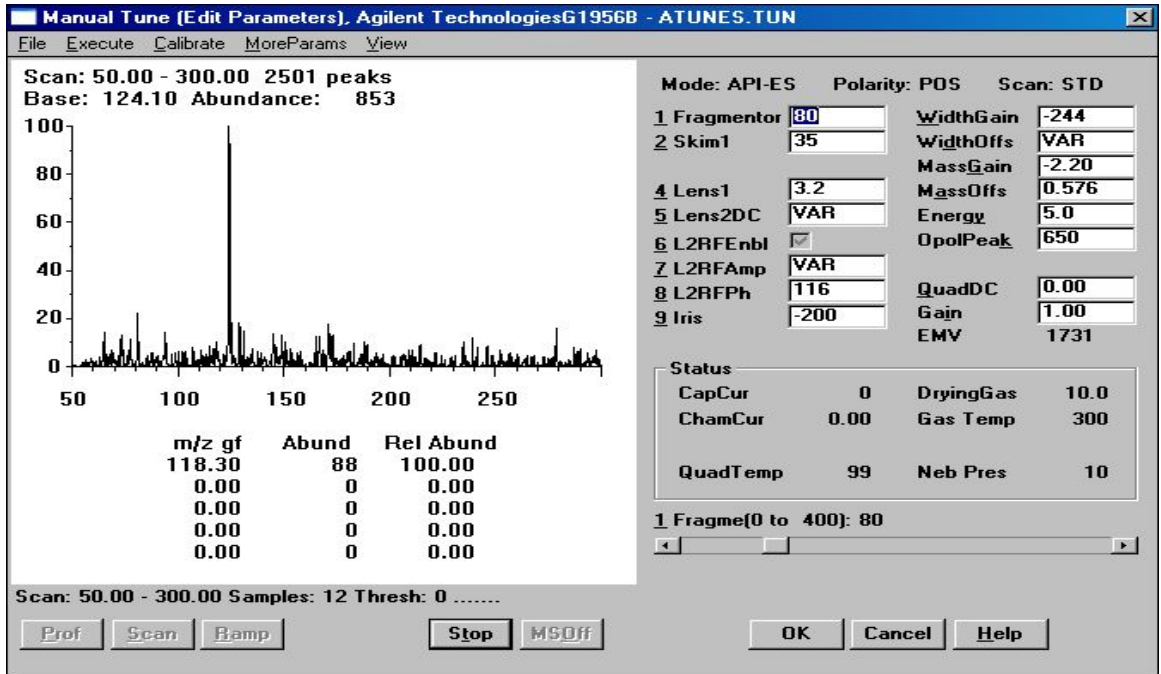 Manual Tune (Edit Parameters), Agilent TechnologiesG1956B - ATUNES.TUN
File Execute Calibrate MoreParams View
Scan: 50.00 - 300.00 2501 peaks
Base: 124.10 Abundance: 853
100
80
60
40
20
0
50 100 150 200 250
m/z gf Abund Rel Abund
118.30 88 100.00
0.00 0 0.00
0.00 0 0.00
0.00 0 0.00
0.00 0 0.00
Mode: API-ES Polarity: POS Scan: STD
1 Fragmentor 80 WidthGain -244
2 Skim1 35 WidthOffs VAR
MassGain -2.20
4 Lens1 3.2 MassOffs 0.576
5 Lens2DC VAR Energy 5.0
6 L2RFEnbl OpolPeak 650
7 L2RFAmp VAR
8 L2RFPh 116 QuadDC 0.00
9 Iris -200 Gain 1.00
EMV 1731
Status
CapCur 0 DryingGas 10.0
ChamCur 0.00 Gas Temp 300
QuadTemp 99 Neb Pres 10
1 Fragme(0 to 400): 80
Scan: 50.00 - 300.00 Samples: 12 Thresh: 0 .......
Prof Scan Ramp Stop MSOff OK Cancel Help